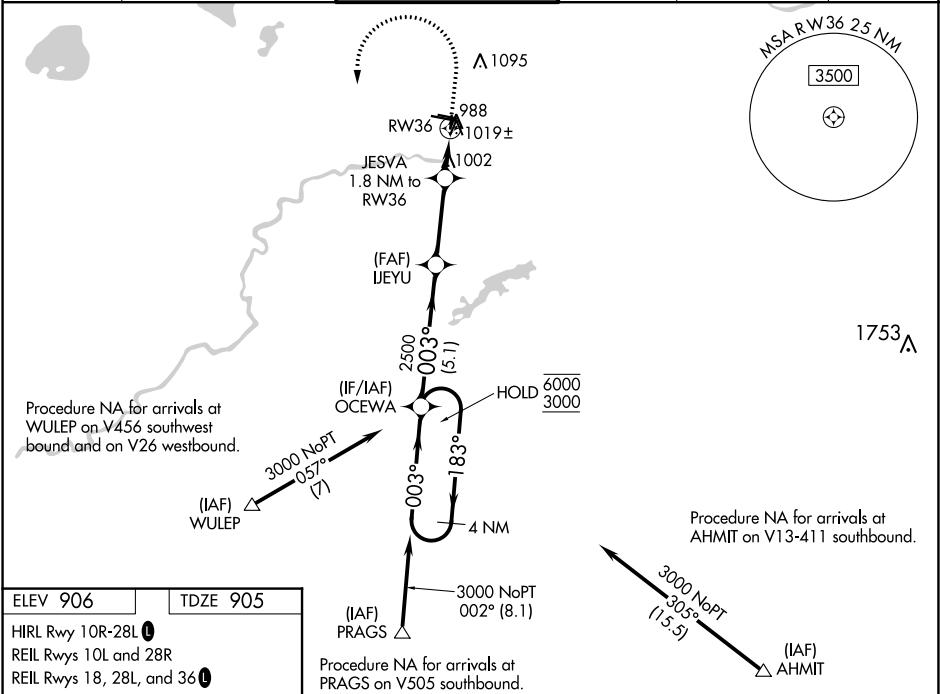 MSA RW36 25 NM
3500
1095
988
RW36
1019±
JESVA
1.8 NM to
RW36
1002
(FAF)
IJEYU
1753
2500
003°
(5.1)
(IF/IAF)
OCEWA
HOLD 6000
3000
Procedure NA for arrivals at
WULEP on V456 southwest
bound and on V26 westbound.
3000 NoPT
057°
(7)
(IAF)
WULEP
003°
183°
4 NM
Procedure NA for arrivals at
AHMIT on V13-411 southbound.
3000 NoPT
305°
(15.5)
(IAF)
AHMIT
3000 NoPT
002° (8.1)
(IAF)
PRAGS
Procedure NA for arrivals at
PRAGS on V505 southbound.
ELEV 906
TDZE 905
HIRL Rwy 10R-28L L
REIL Rwys 10L and 28R
REIL Rwys 18, 28L, and 36 L